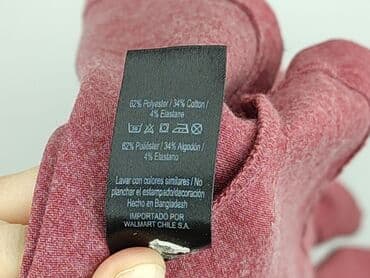 62% Polyester / 34% Cotton /
4% Elastane
62% Poliéster / 34% Algodón /
4% Elastano
Lavar con colores similares / No
planchar el estampado/decoración
Hecho en Bangladesh
IMPORTADO POR
WALMART CHILE S.A.